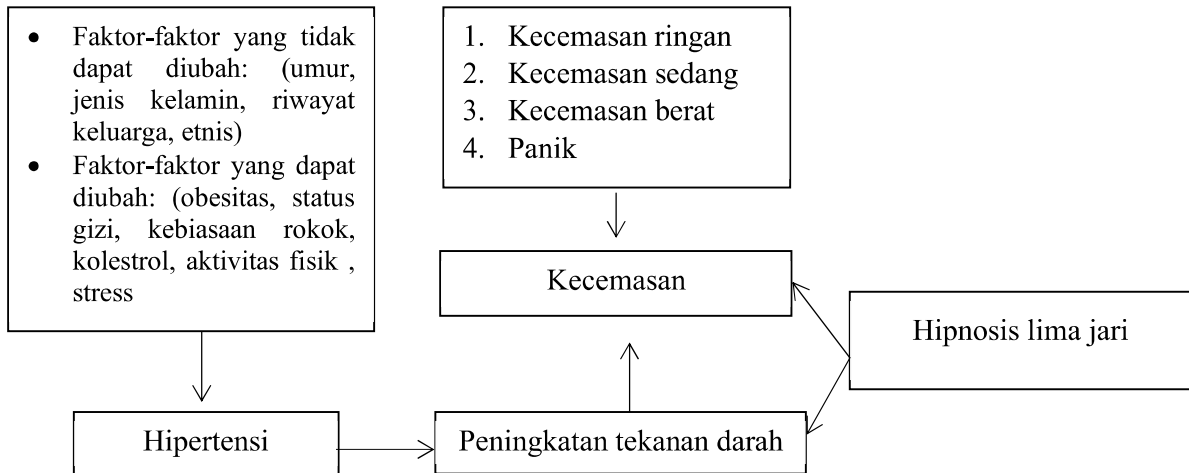 • Faktor-faktor yang tidak
dapat diubah: (umur,
jenis kelamin, riwayat
keluarga, etnis)
• Faktor-faktor yang dapat
diubah: (obesitas, status
gizi, kebiasaan rokok,
kolestrol, aktivitas fisik ,
stress
1. Kecemasan ringan
2. Kecemasan sedang
3. Kecemasan berat
4. Panik
Kecemasan
Hipnosis lima jari
Hipertensi
Peningkatan tekanan darah